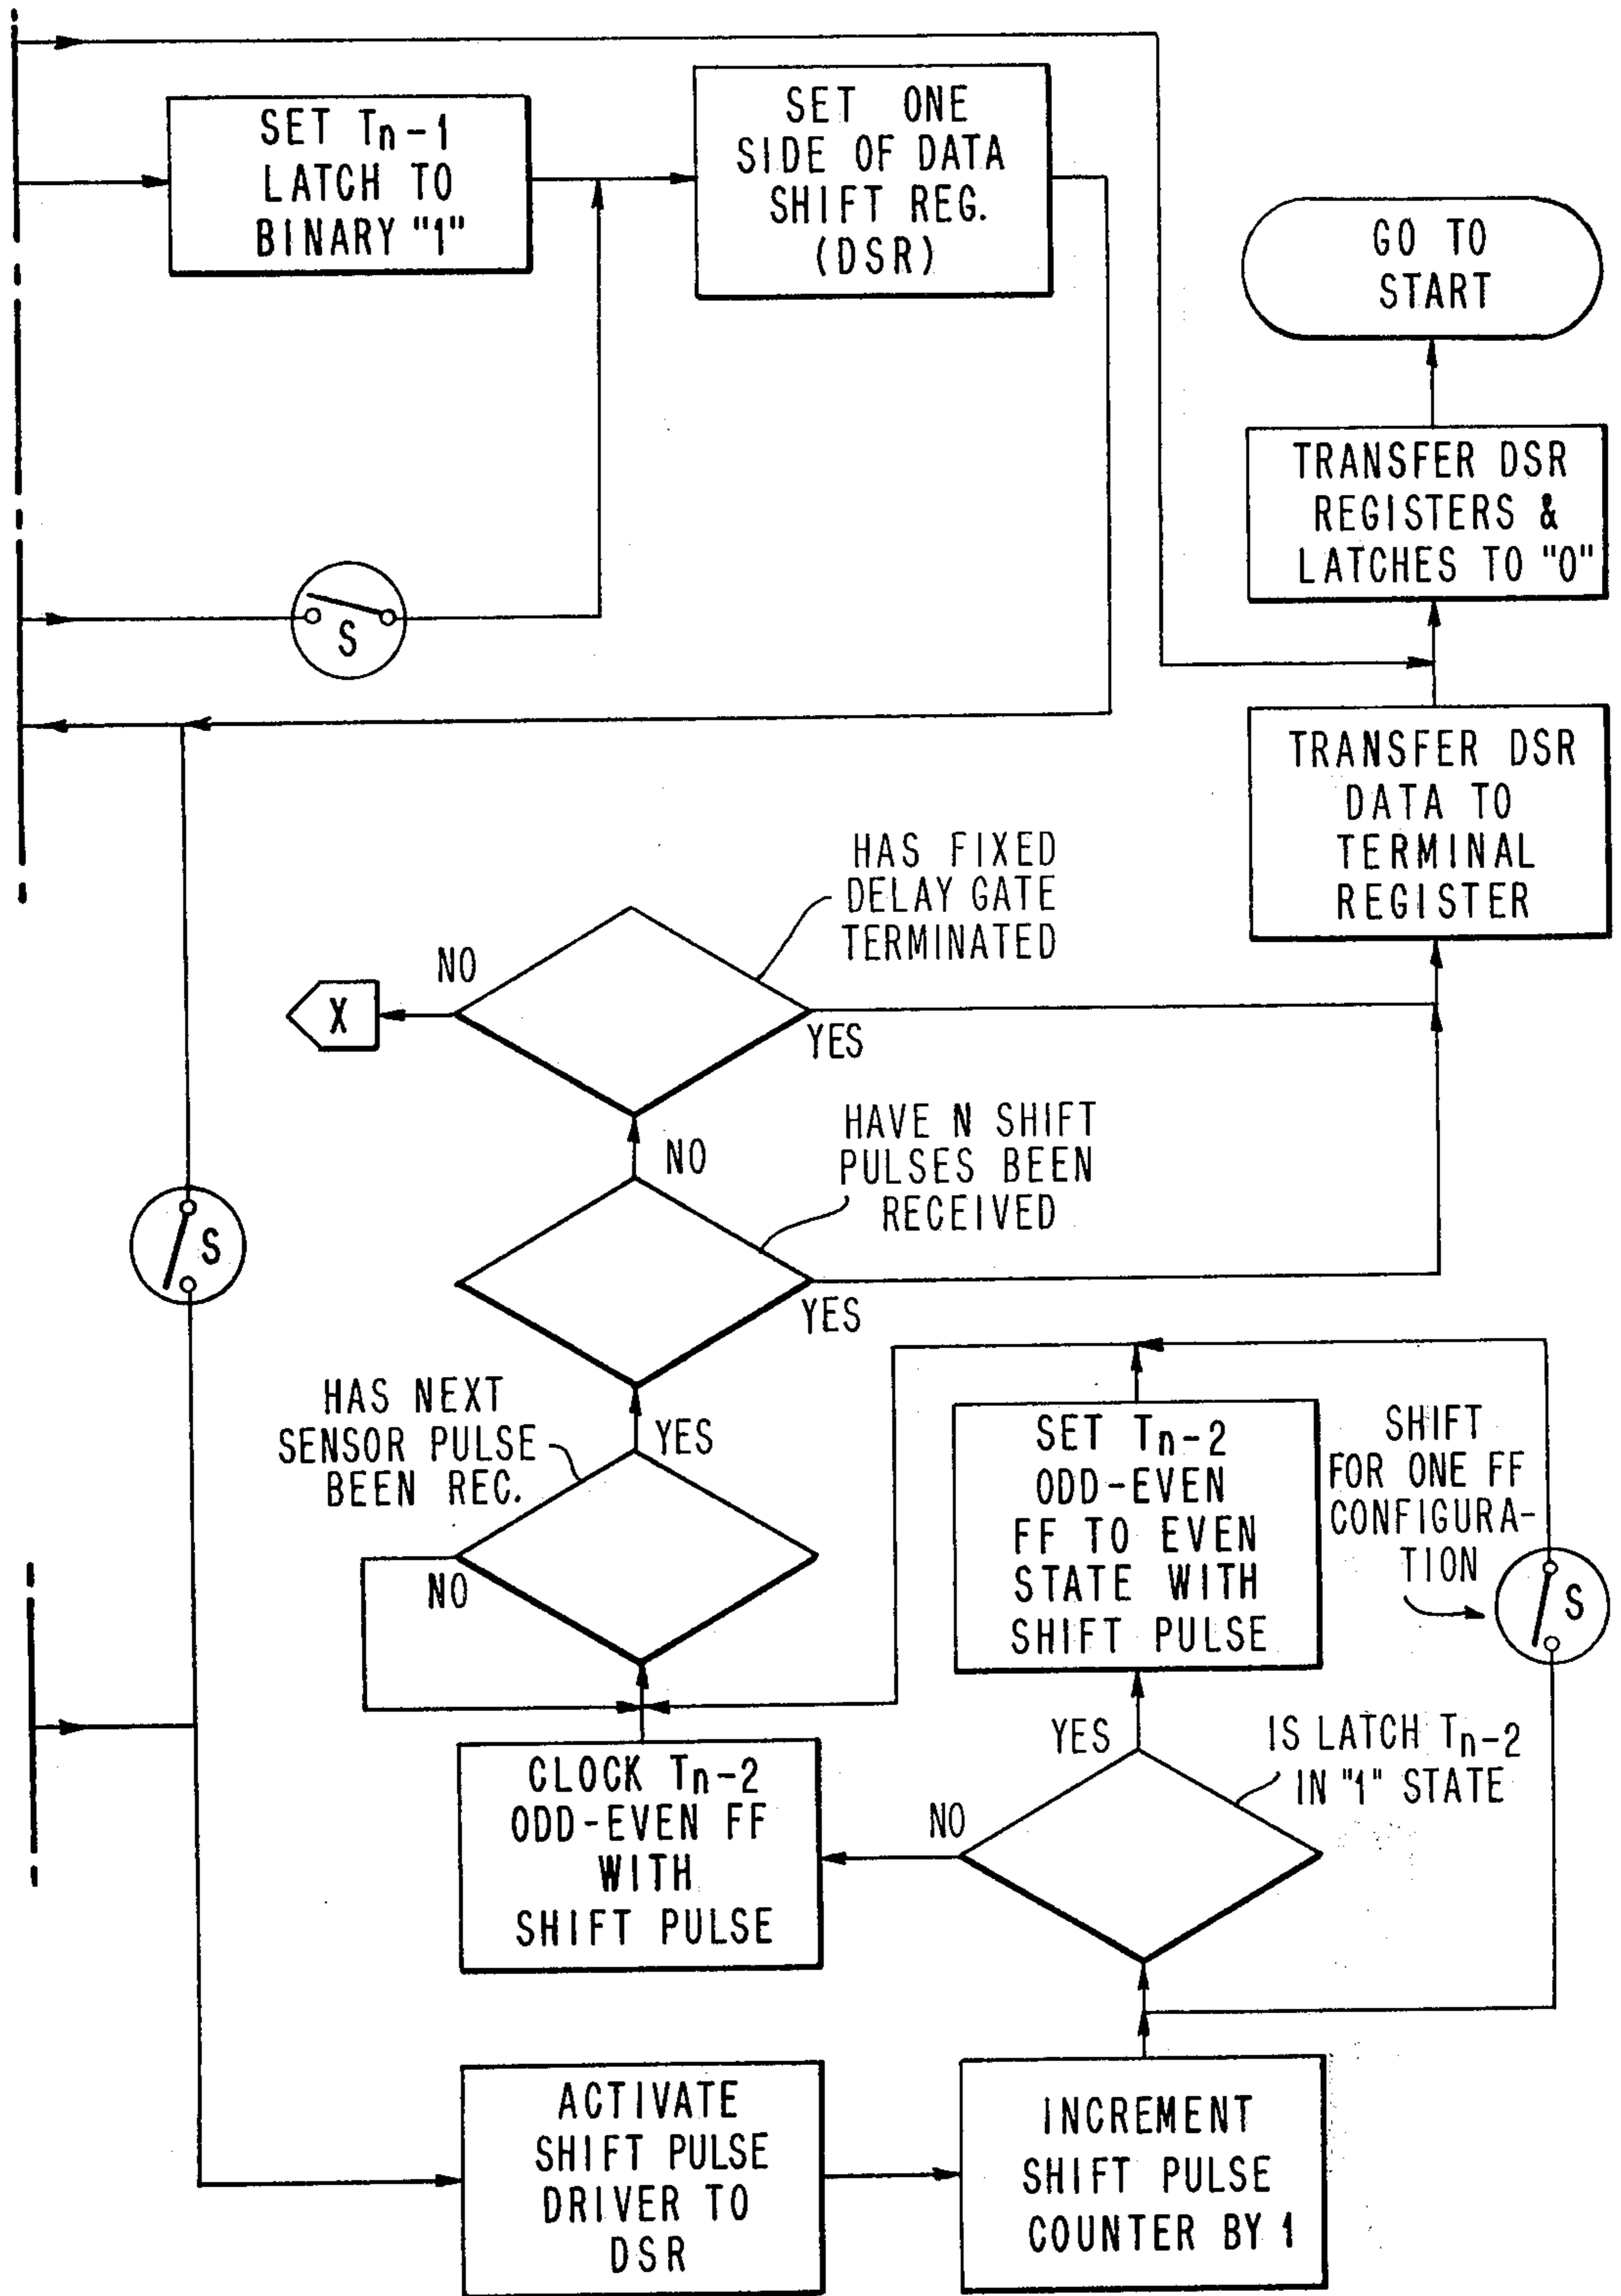 SET Tn-1
LATCH TO
BINARY "1"
SET ONE
SIDE OF DATA
SHIFT REG.
(DSR)
GO TO
START
TRANSFER DSR
REGISTERS &
LATCHES TO "0"
S
TRANSFER DSR
DATA TO
TERMINAL
REGISTER
HAS FIXED
DELAY GATE
TERMINATED
NO
X
YES
HAVE N SHIFT
PULSES BEEN
RECEIVED
NO
YES
S
HAS NEXT
SENSOR PULSE
BEEN REC.
YES
NO
SET Tn-2
ODD-EVEN
FF TO EVEN
STATE WITH
SHIFT PULSE
SHIFT
FOR ONE FF
CONFIGURA-
TION
S
YES
IS LATCH Tn-2
IN "1" STATE
NO
CLOCK Tn-2
ODD-EVEN FF
WITH
SHIFT PULSE
ACTIVATE
SHIFT PULSE
DRIVER TO
DSR
INCREMENT
SHIFT PULSE
COUNTER BY 1